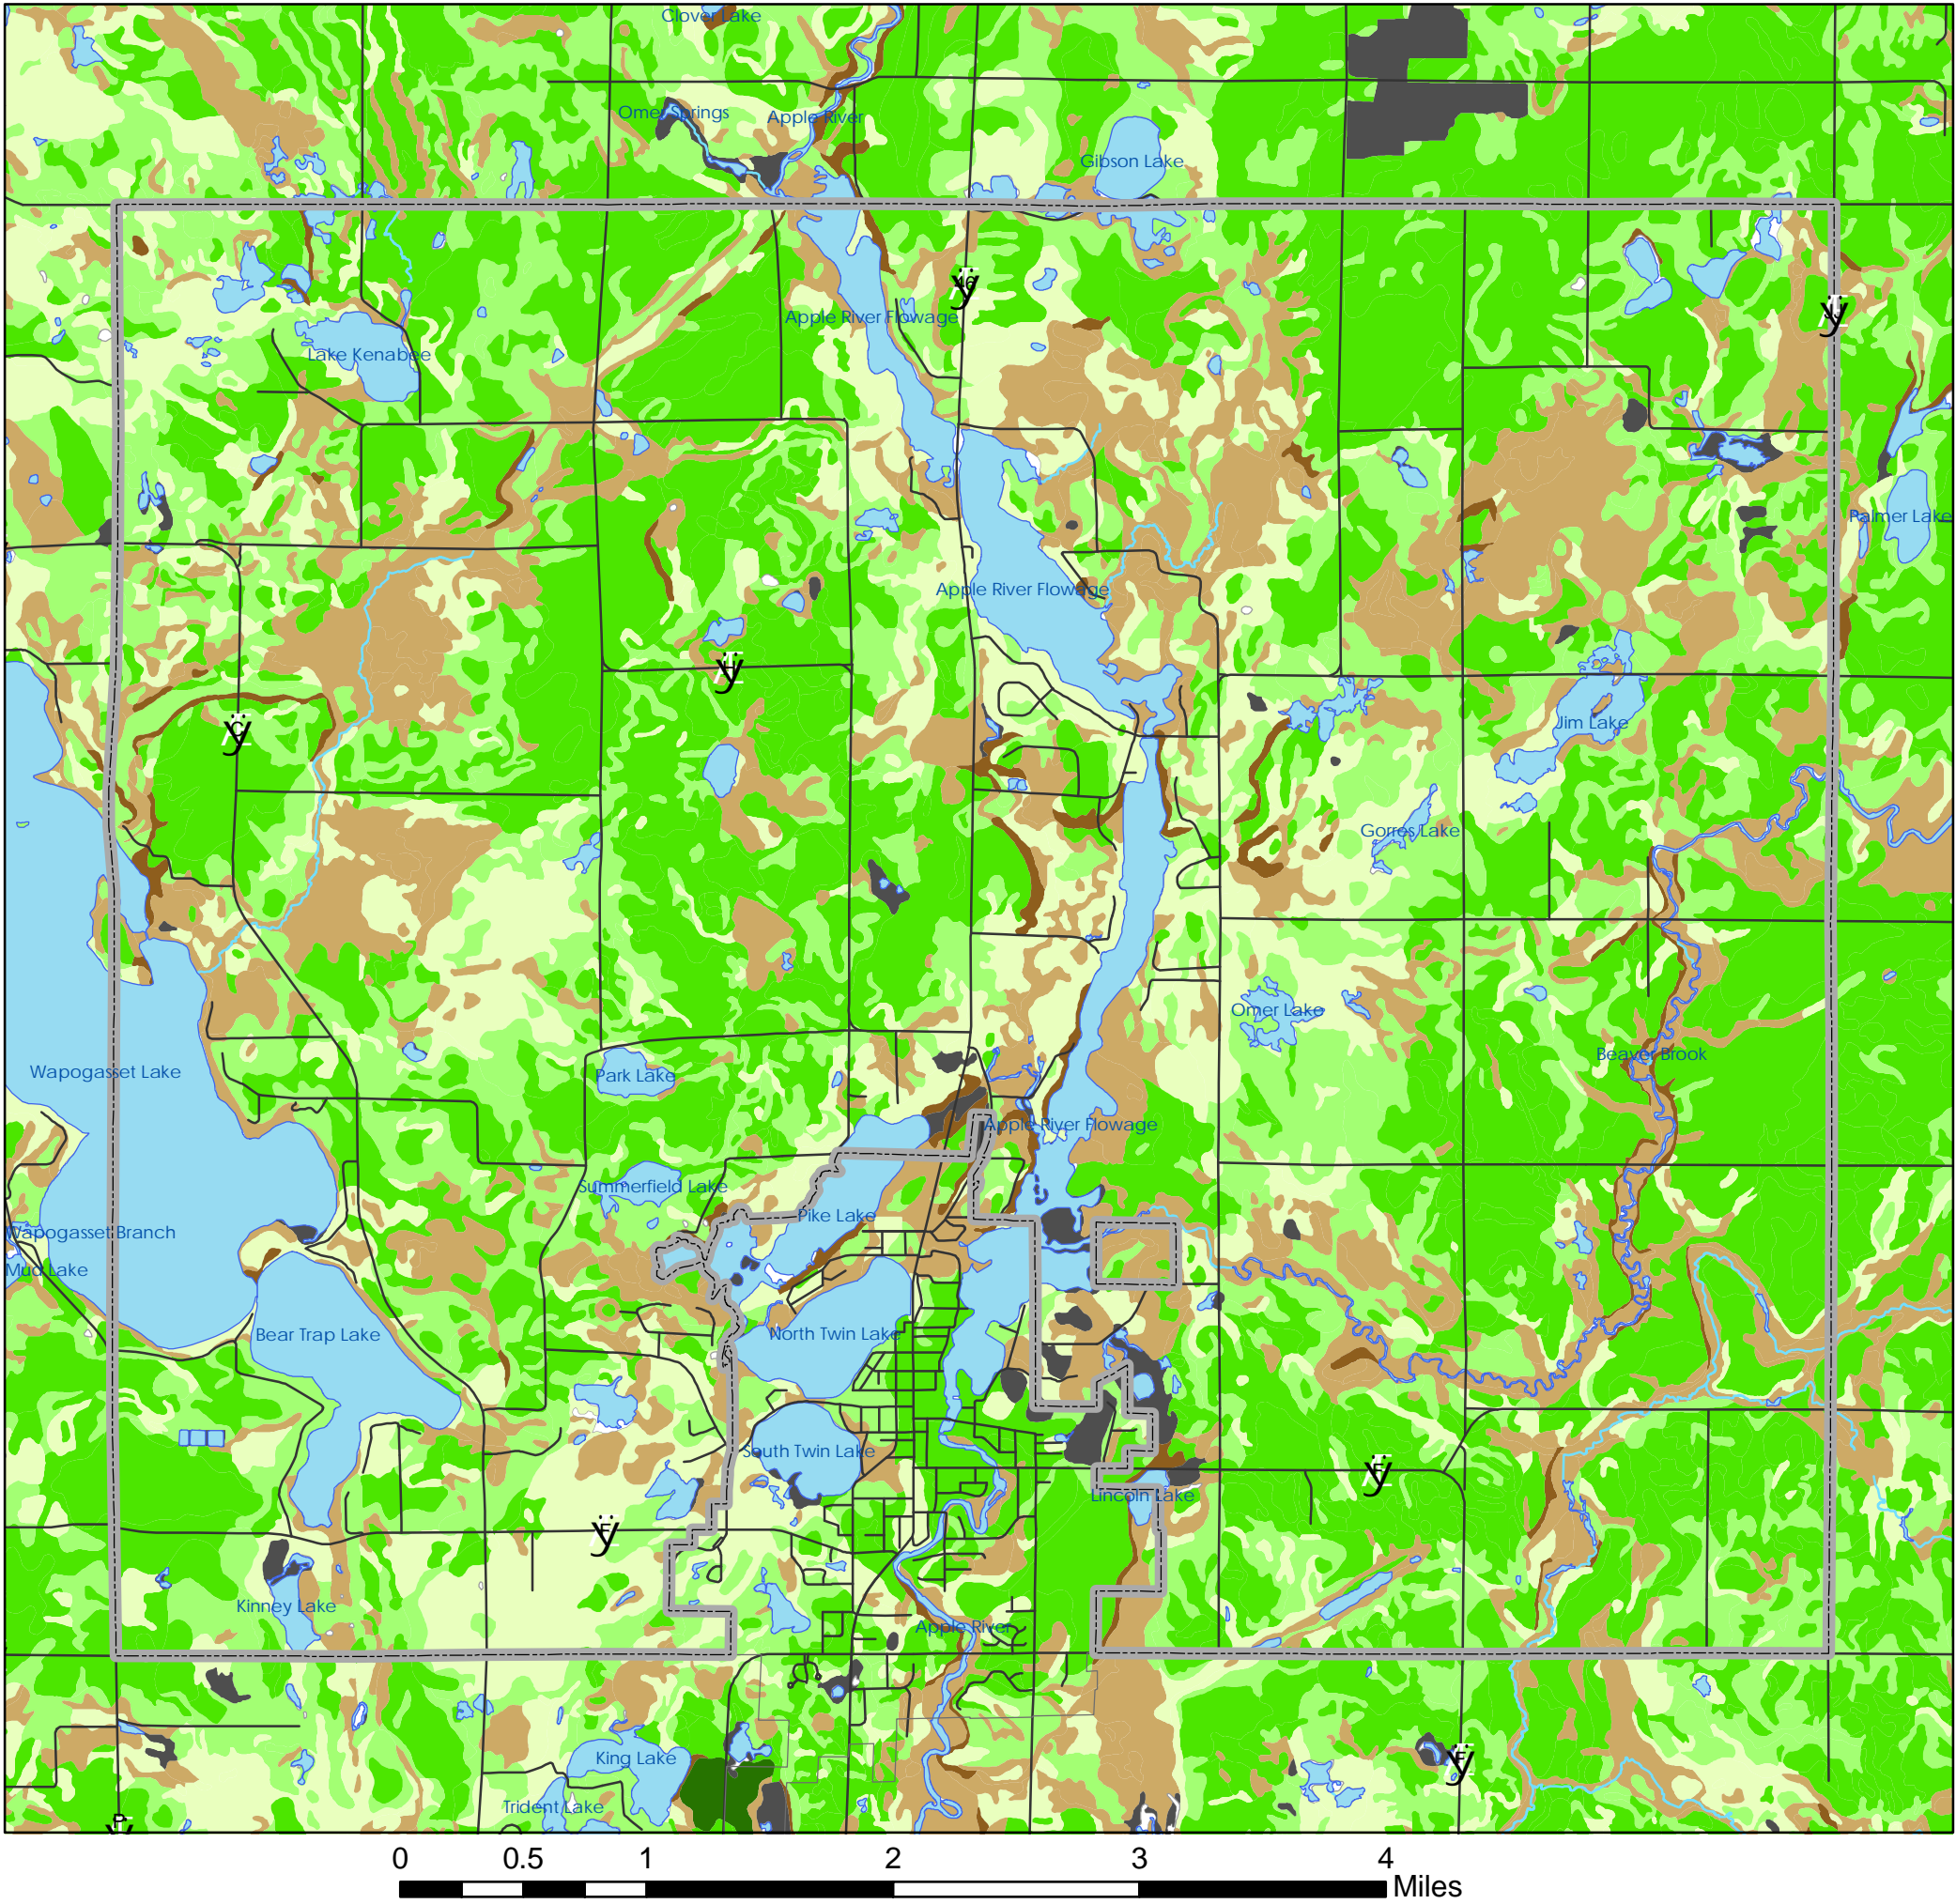 Clover Lake
Omer Springs
Apple River
Gibson Lake
46
ÿ
ÿ
Apple River Flowage
Lake Kenabee
Palmer Lake
Apple River Flowage
H
ÿ
C
ÿ
Jim Lake
Gorres Lake
Omer Lake
Beaver Brook
Wapogasset Lake
Park Lake
Apple River Flowage
Summerfield Lake
Pike Lake
Wapogasset Branch
Mud Lake
Bear Trap Lake
North Twin Lake
South Twin Lake
F
ÿ
Lincoln Lake
F
ÿ
Kinney Lake
Apple River
King Lake
F
ÿ
Trident Lake
P
0 0.5 1 2 3 4
Miles